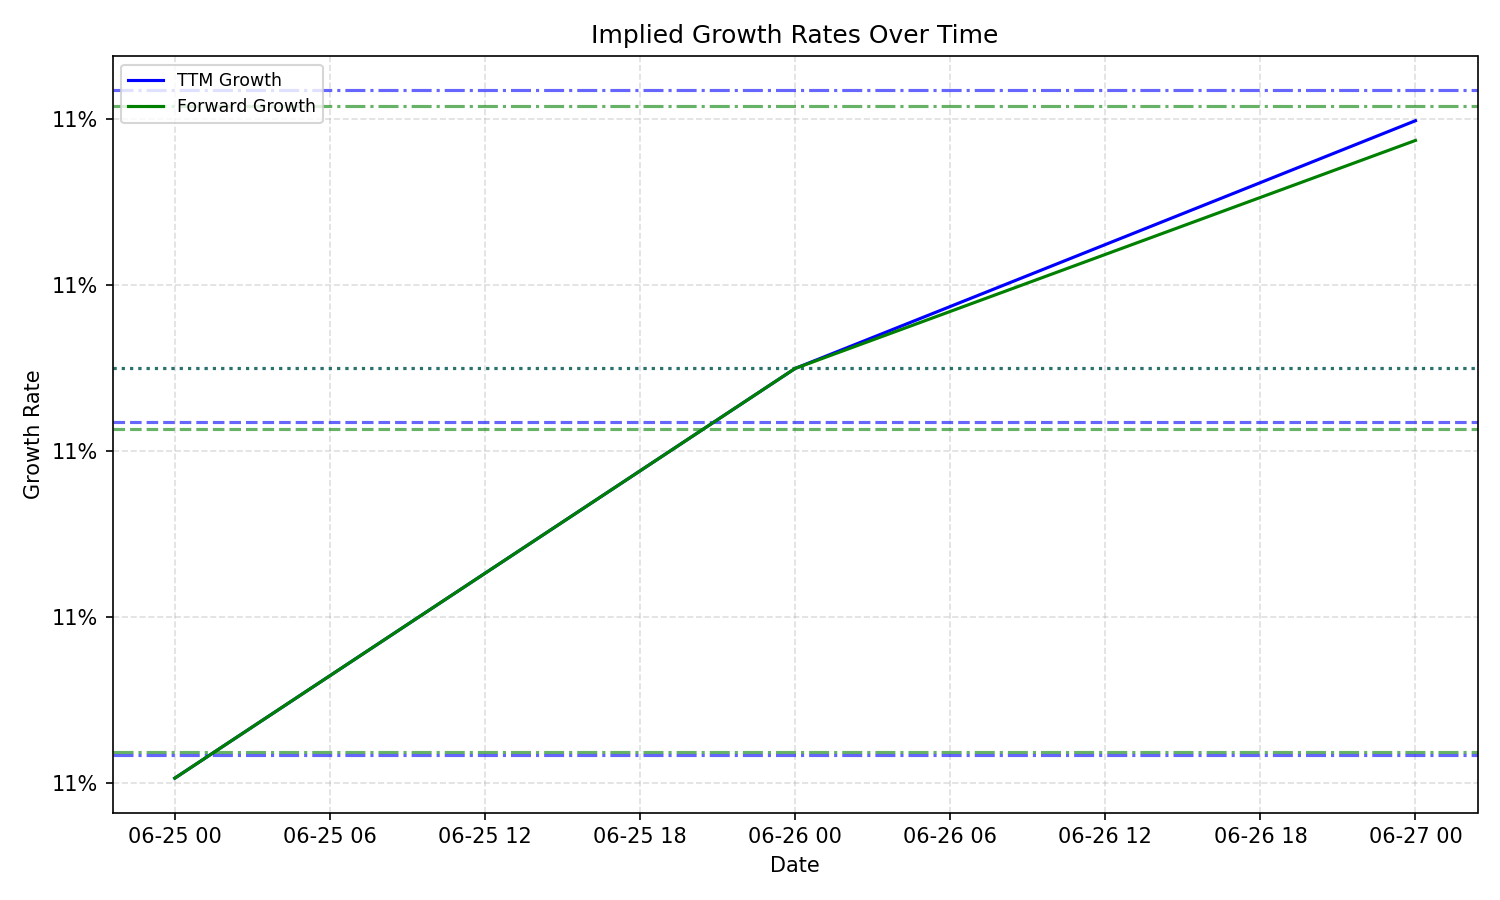 Implied Growth Rates Over Time
TTM Growth
Forward Growth
11%
11%
11%
11%
11%
Growth Rate
06-25 00 06-25 06 06-25 12 06-25 18 06-26 00 06-26 06 06-26 12 06-26 18 06-27 00
Date